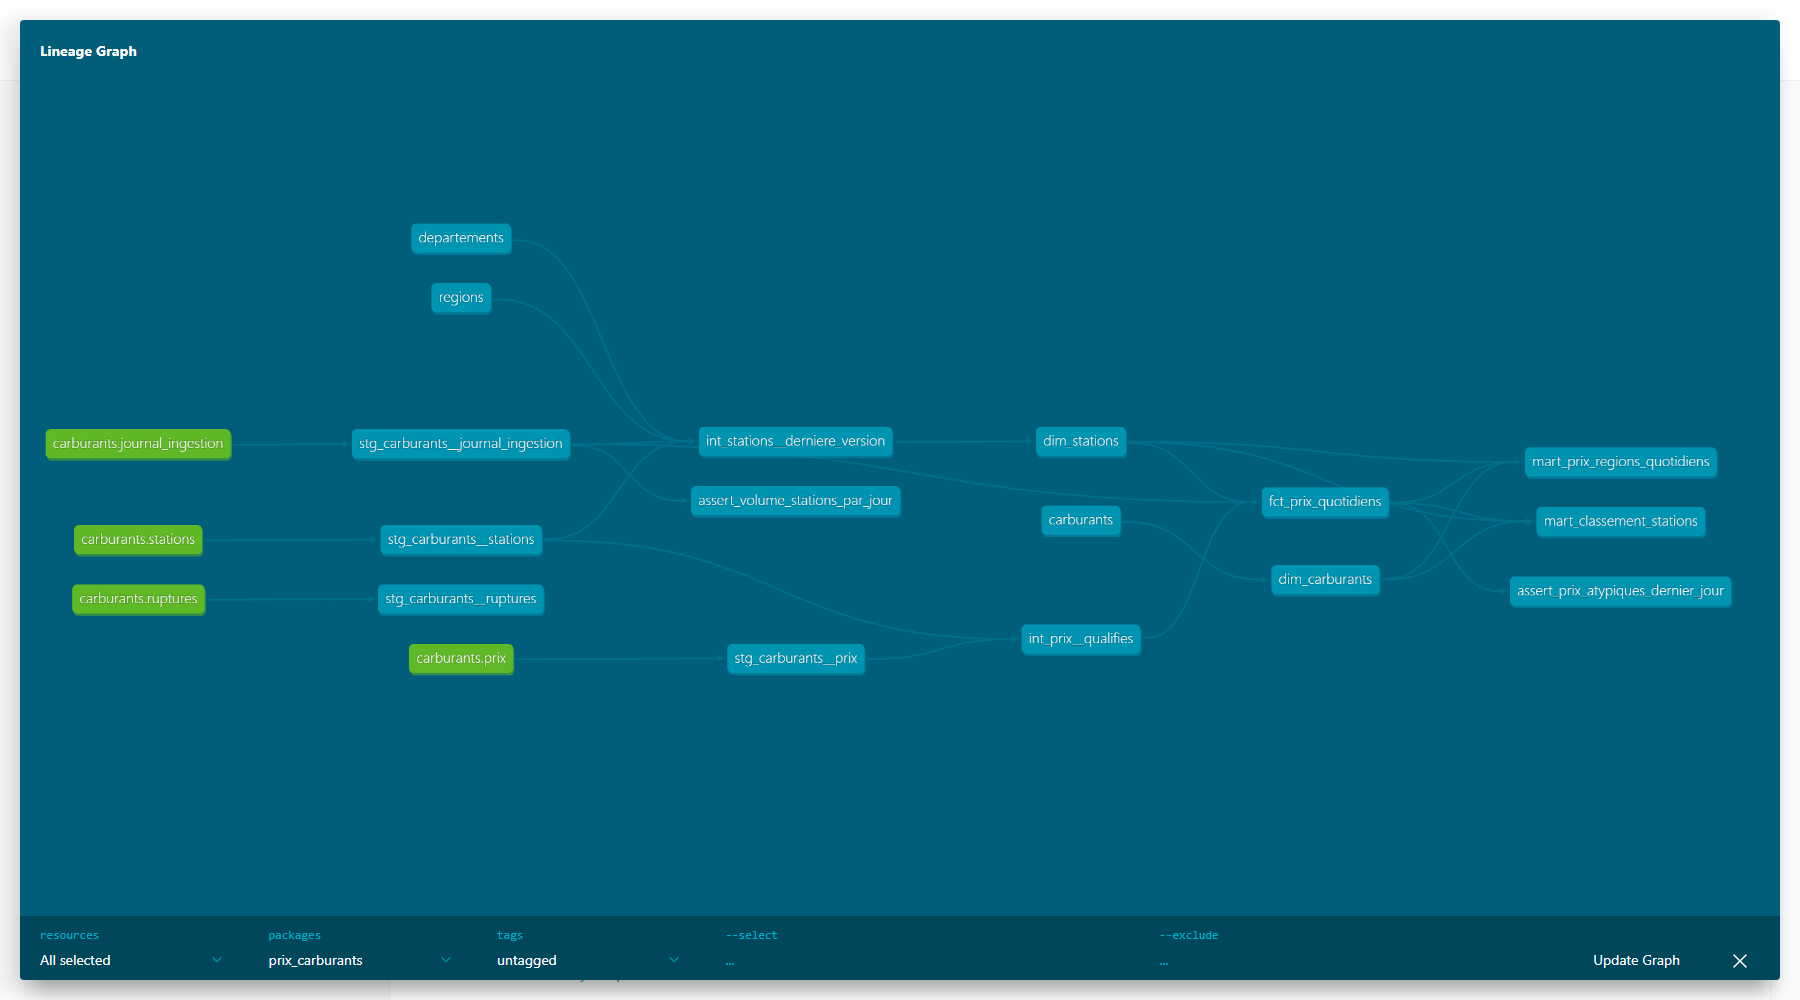 Lineage Graph
departements
regions
carburants.journal_ingestion
stg_carburants__journal_ingestion
int_stations__derniere_version
dim_stations
mart_prix_regions_quotidiens
assert_volume_stations_par_jour
fct_prix_quotidiens
carburants
mart_classement_stations
carburants.stations
stg_carburants__stations
dim_carburants
assert_prix_atypiques_dernier_jour
carburants.ruptures
stg_carburants__ruptures
int_prix__qualifies
carburants.prix
stg_carburants__prix
resources
packages
tags
--select
--exclude
All selected
prix_carburants
untagged
...
...
Update Graph